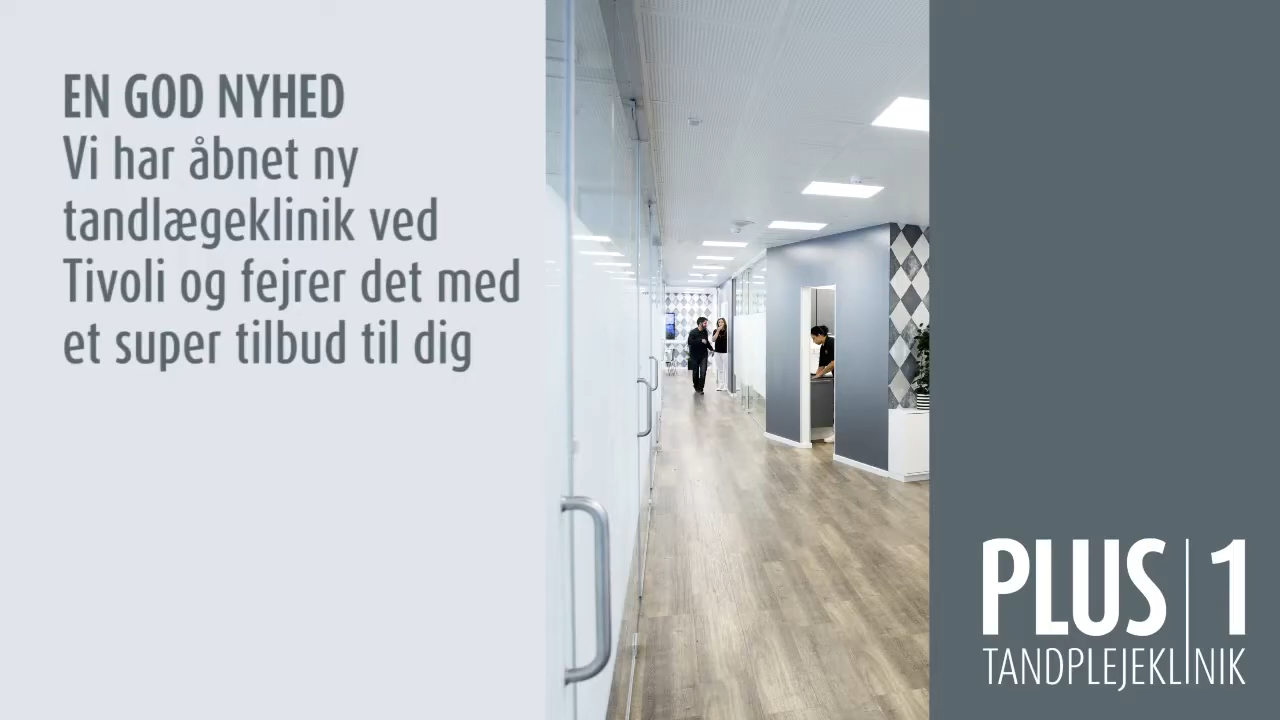 EN GOD NYHED
Vi har åbnet ny
tandlægeklinik ved
Tivoli og fejrer det med
et super tilbud til dig
PLUS 1
TANDPLEJEKLINIK